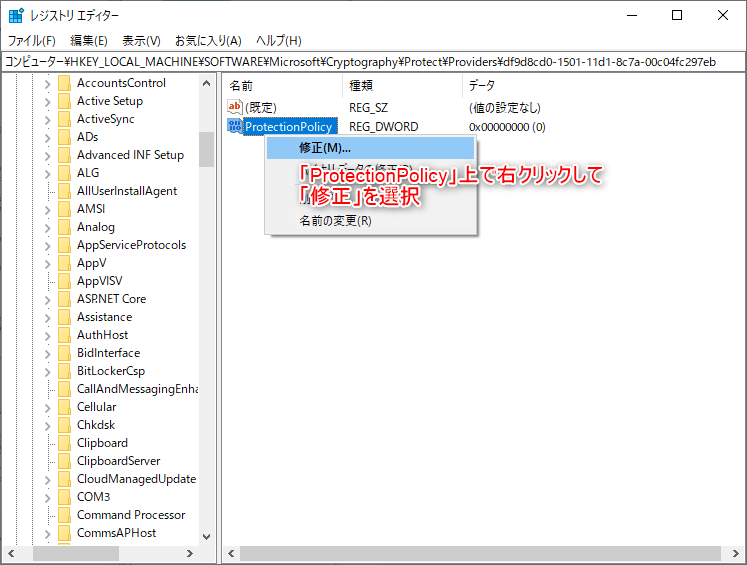 レジストリ エディター
ファイル(F) 編集(E) 表示(V) お気に入り(A) ヘルプ(H)
コンピューター¥HKEY_LOCAL_MACHINE¥SOFTWARE¥Microsoft¥Cryptography¥Protect¥Providers¥df9d8cd0-1501-11d1-8c7a-00c04fc297eb
AccountsControl
Active Setup
ActiveSync
ADs
Advanced INF Setup
ALG
AllUserInstallAgent
AMSI
Analog
AppServiceProtocols
AppV
AppVISV
ASP.NET Core
Assistance
AuthHost
BidInterface
BitLockerCsp
CallAndMessagingEnha
Cellular
Chkdsk
Clipboard
ClipboardServer
CloudManagedUpdate
COM3
Command Processor
CommsAPHost
名前 種類 データ
ab (既定) REG_SZ (値の設定なし)
ProtectionPolicy REG_DWORD 0x00000000 (0)
修正(M)...
「ProtectionPolicy」上で右クリックして
「修正」を選択
名前の変更(R)